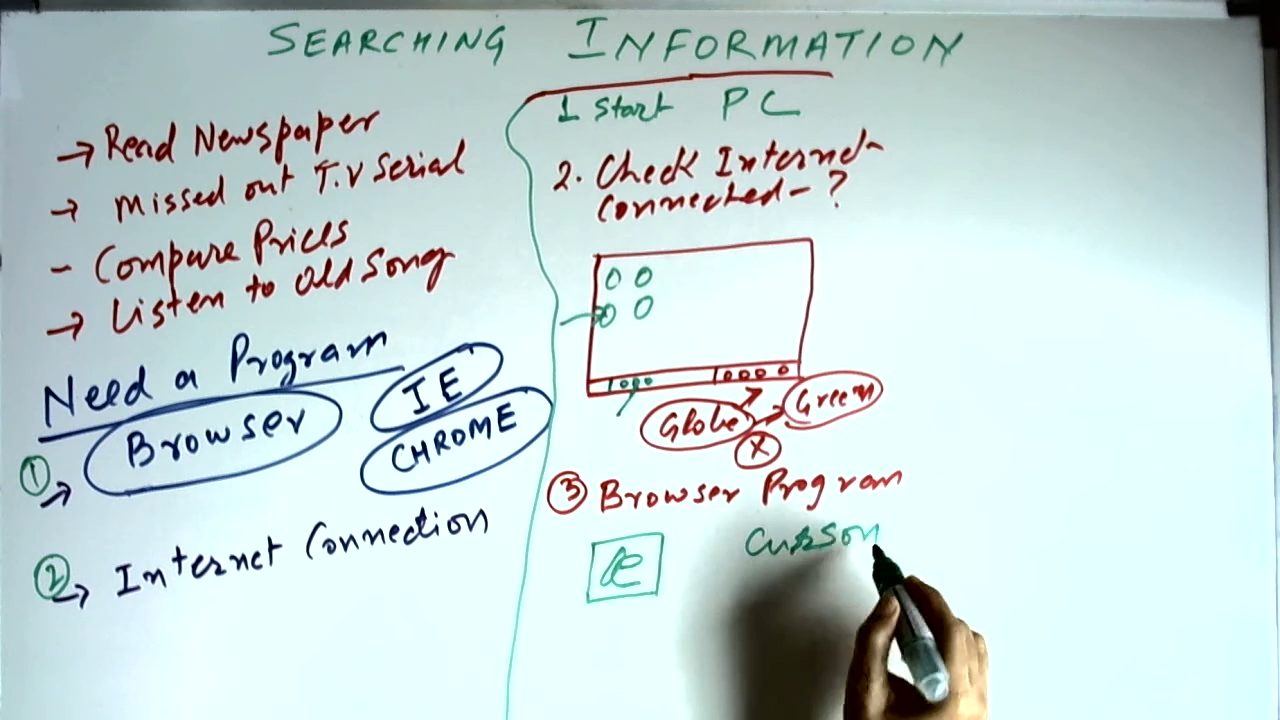 SEARCHING INFORMATION
→ Read Newspaper
→ Missed out T.V Serial
- Compare Prices
→ Listen to old Song
Need a Program
① → Browser
IE
CHROME
② → Internet Connection
1 Start PC
2. Check Internet
connected - ?
Globe
Green
X
③ Browser Program
e
Cursor